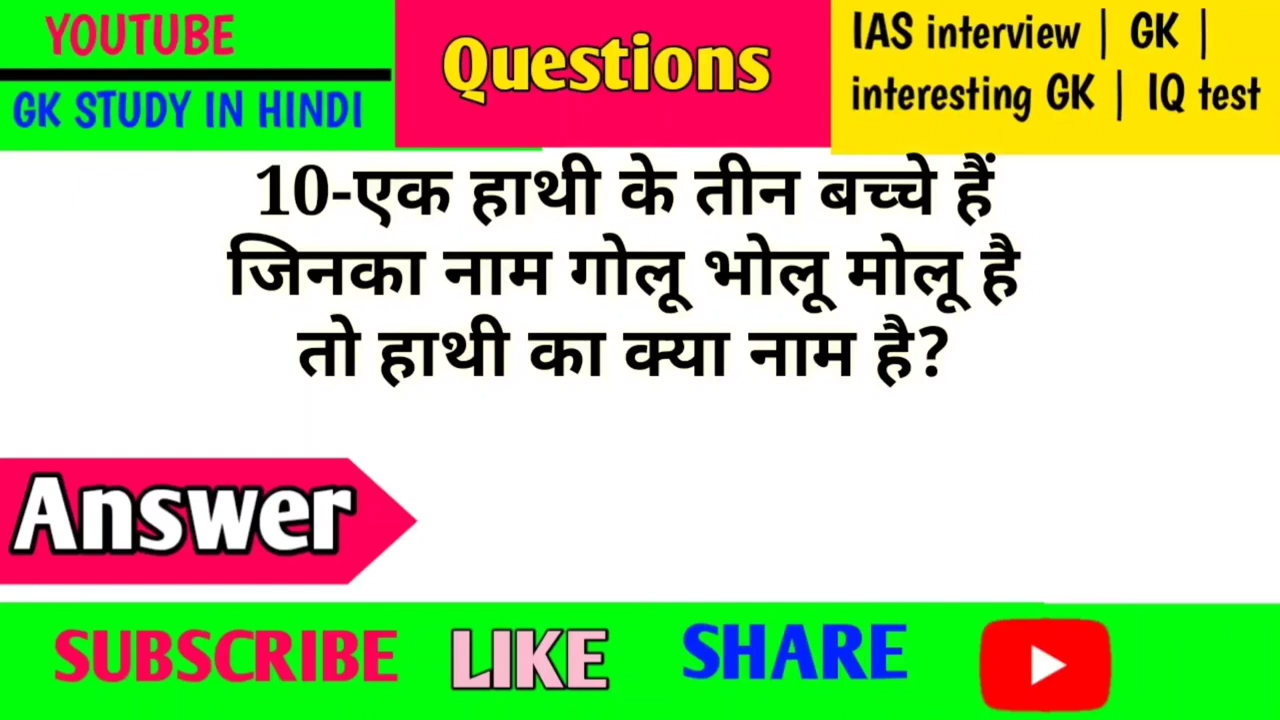 YOUTUBE
GK STUDY IN HINDI
Questions
IAS interview | GK |
interesting GK | IQ test
10-एक हाथी के तीन बच्चे हैं
जिनका नाम गोलू भोलू मोलू है
तो हाथी का क्या नाम है?
Answer
SUBSCRIBE LIKE SHARE